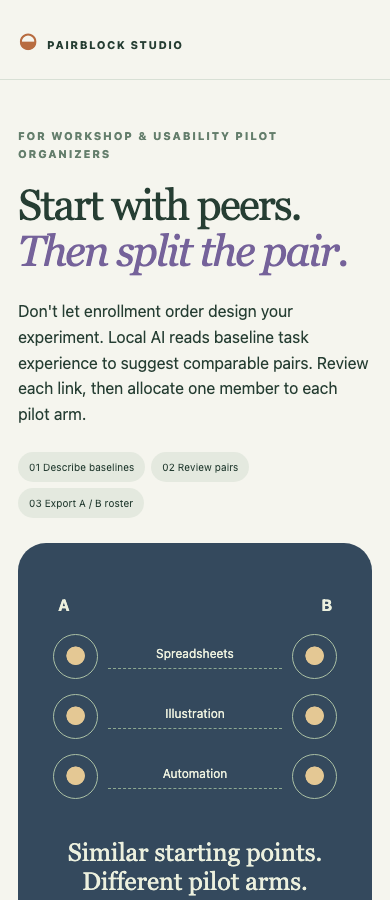 PAIRBLOCK STUDIO
FOR WORKSHOP & USABILITY PILOT
ORGANIZERS
Start with peers.
Then split the pair.
Don't let enrollment order design your
experiment. Local AI reads baseline task
experience to suggest comparable pairs. Review
each link, then allocate one member to each
pilot arm.
01 Describe baselines
02 Review pairs
03 Export A / B roster
A
B
Spreadsheets
Illustration
Automation
Similar starting points.
Different pilot arms.